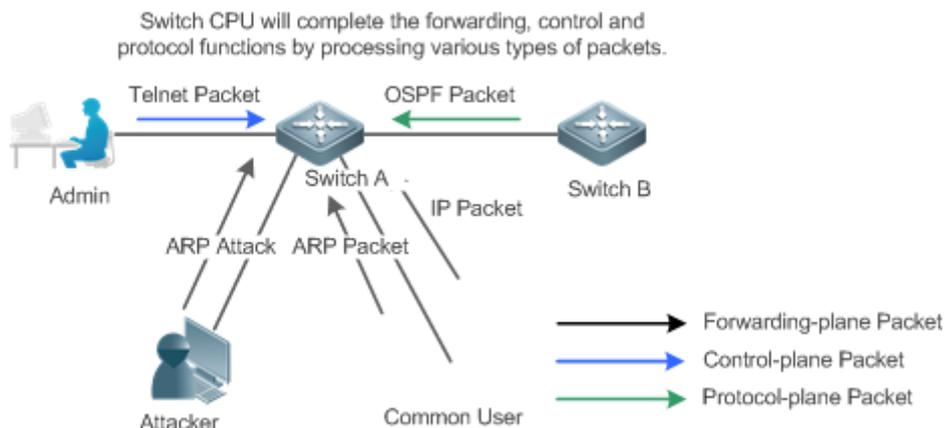 Switch CPU will complete the forwarding, control and
protocol functions by processing various types of packets.
Telnet Packet
OSPF Packet
Admin
Switch A
Switch B
IP Packet
ARP Attack
ARP Packet
Forwarding-plane Packet
Control-plane Packet
Protocol-plane Packet
Attacker
Common User